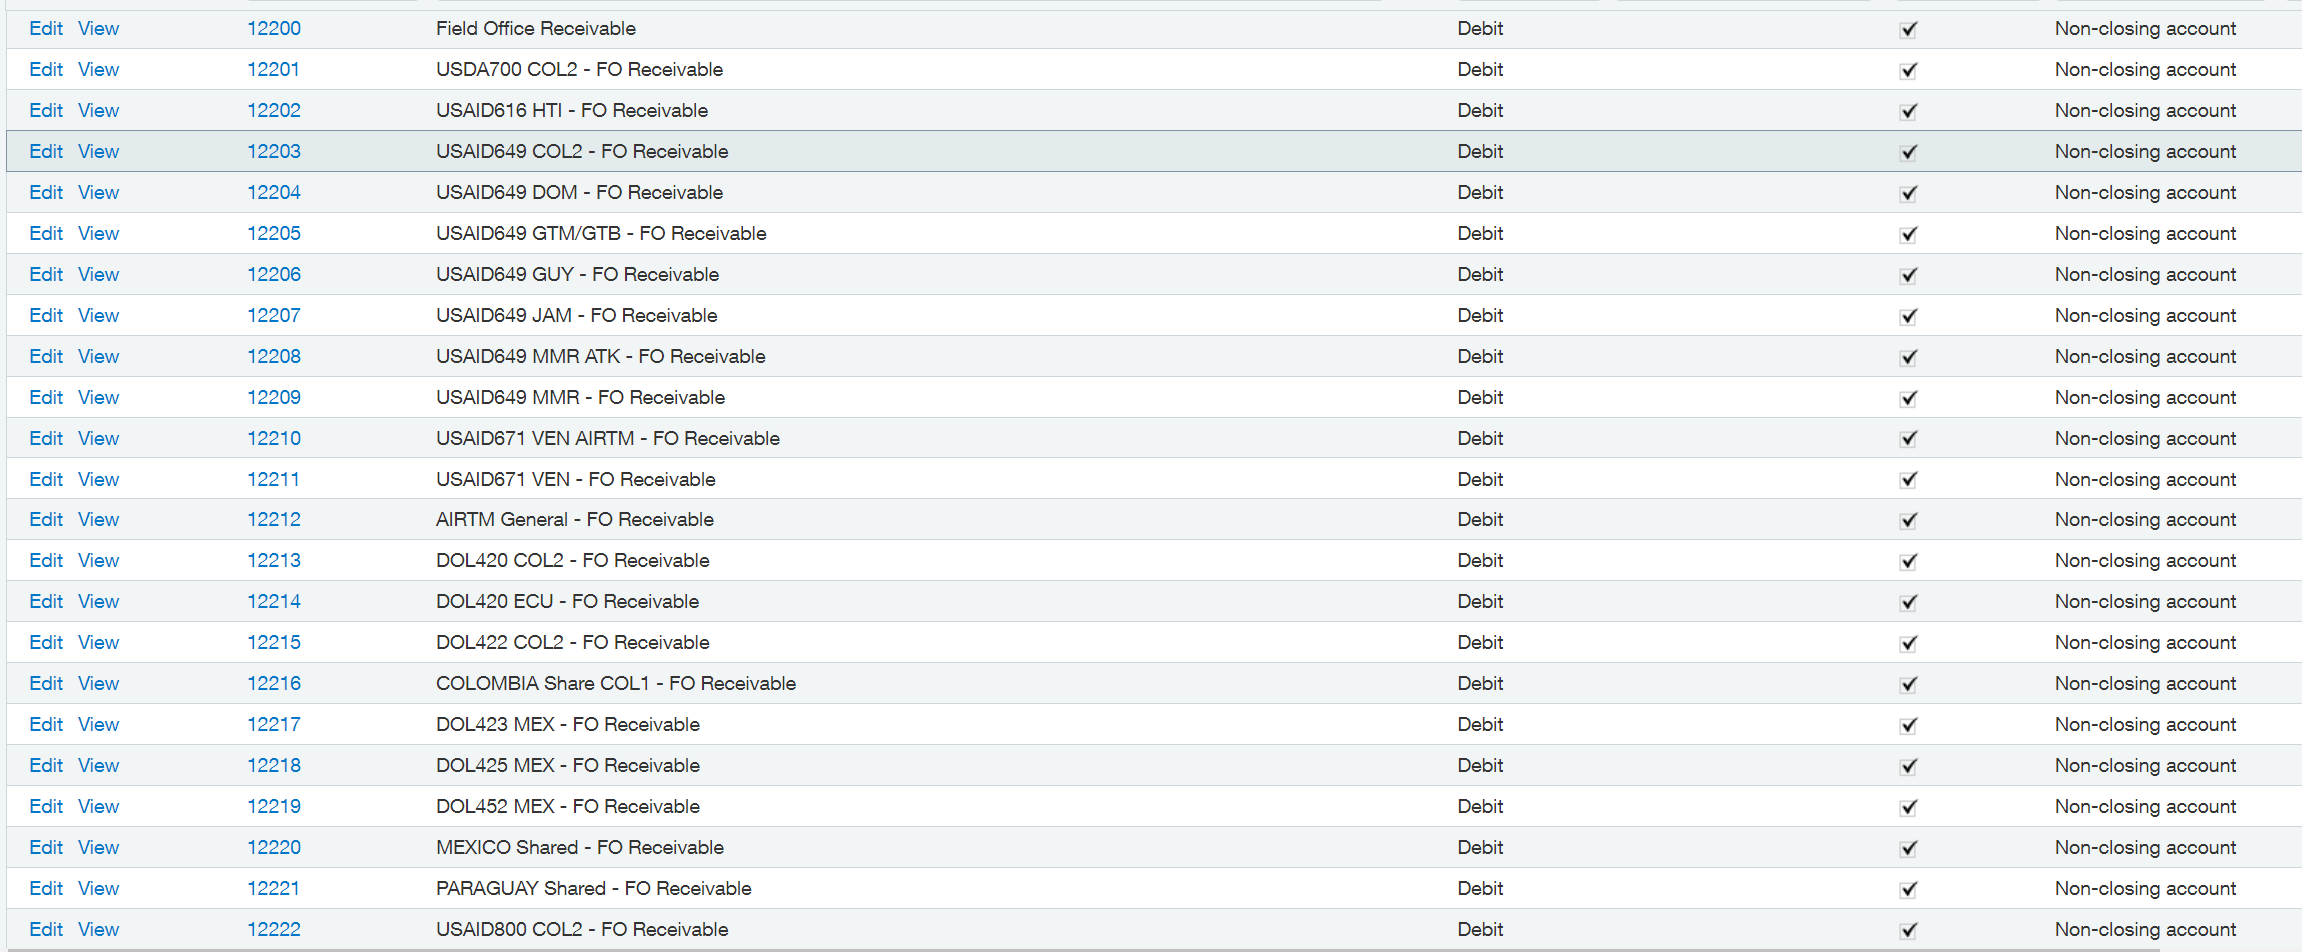 Edit View 12200 Field Office Receivable Debit Non-closing account
Edit View 12201 USDA700 COL2 - FO Receivable Debit Non-closing account
Edit View 12202 USAID616 HTI - FO Receivable Debit Non-closing account
Edit View 12203 USAID649 COL2 - FO Receivable Debit Non-closing account
Edit View 12204 USAID649 DOM - FO Receivable Debit Non-closing account
Edit View 12205 USAID649 GTM/GTB - FO Receivable Debit Non-closing account
Edit View 12206 USAID649 GUY - FO Receivable Debit Non-closing account
Edit View 12207 USAID649 JAM - FO Receivable Debit Non-closing account
Edit View 12208 USAID649 MMR ATK - FO Receivable Debit Non-closing account
Edit View 12209 USAID649 MMR - FO Receivable Debit Non-closing account
Edit View 12210 USAID671 VEN AIRTM - FO Receivable Debit Non-closing account
Edit View 12211 USAID671 VEN - FO Receivable Debit Non-closing account
Edit View 12212 AIRTM General - FO Receivable Debit Non-closing account
Edit View 12213 DOL420 COL2 - FO Receivable Debit Non-closing account
Edit View 12214 DOL420 ECU - FO Receivable Debit Non-closing account
Edit View 12215 DOL422 COL2 - FO Receivable Debit Non-closing account
Edit View 12216 COLOMBIA Share COL1 - FO Receivable Debit Non-closing account
Edit View 12217 DOL423 MEX - FO Receivable Debit Non-closing account
Edit View 12218 DOL425 MEX - FO Receivable Debit Non-closing account
Edit View 12219 DOL452 MEX - FO Receivable Debit Non-closing account
Edit View 12220 MEXICO Shared - FO Receivable Debit Non-closing account
Edit View 12221 PARAGUAY Shared - FO Receivable Debit Non-closing account
Edit View 12222 USAID800 COL2 - FO Receivable Debit Non-closing account